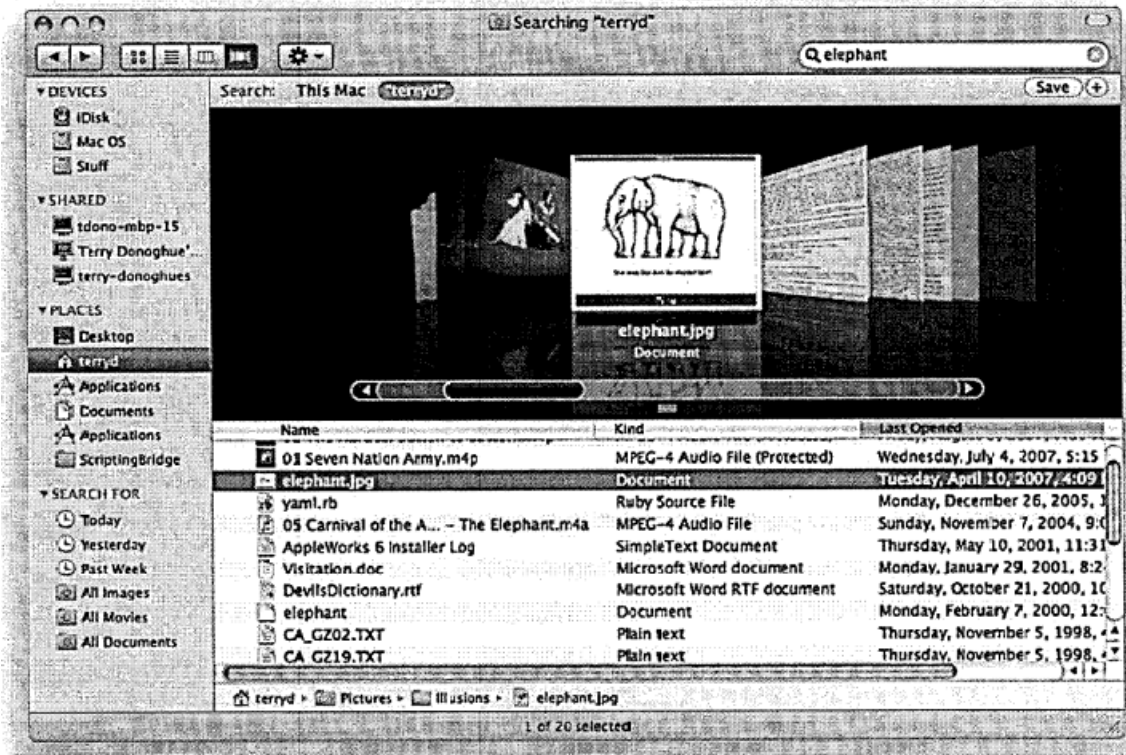 Searching "terryd"
elephant
Search: This Mac "terryd" Save
DEVICES
iDisk
Mac OS
Stuff
SHARED
tdono-mbp-15
Terry Donoghue'...
terry-donoghues
PLACES
Desktop
terryd
Applications
Documents
Applications
ScriptingBridge
SEARCH FOR
Today
Yesterday
Past Week
All Images
All Movies
All Documents
elephant.jpg
Document
Name Kind Last Opened
01 Seven Nation Army.m4p MPEG-4 Audio File (Protected) Wednesday, July 4, 2007, 5:15
elephant.jpg Document Tuesday, April 10, 2007, 4:09
yaml.rb Ruby Source File Monday, December 26, 2005, 1
05 Carnival of the A... – The Elephant.m4a MPEG-4 Audio File Sunday, November 7, 2004, 9:0
AppleWorks 6 Installer Log SimpleText Document Thursday, May 10, 2001, 11:31
Visitation.doc Microsoft Word document Monday, January 29, 2001, 8:2
DevilsDictionary.rtf Microsoft Word RTF document Saturday, October 21, 2000, 10
elephant Document Monday, February 7, 2000, 12:
CA_GZ02.TXT Plain text Thursday, November 5, 1998,
CA_GZ19.TXT Plain text Thursday, November 5, 1998,
terryd Pictures Illusions elephant.jpg
1 of 20 selected